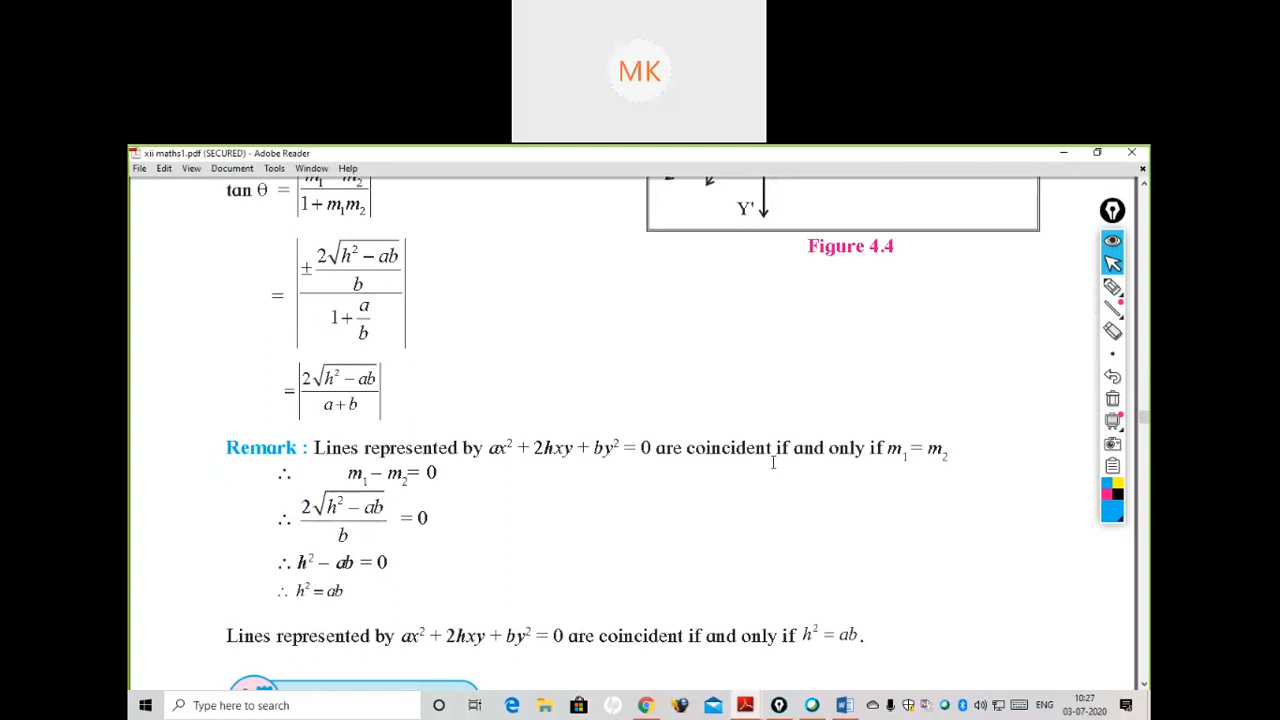 MK
xii maths1.pdf (SECURED) - Adobe Reader
File Edit View Document Tools Window Help
tan θ = |m₁ m₂ / 1 + m₁m₂|
Y'
Figure 4.4
= |± (2√(h² – ab) / b) / (1 + a/b)|
= |2√(h² – ab) / a + b|
Remark : Lines represented by ax² + 2hxy + by² = 0 are coincident if and only if m₁ = m₂
∴ m₁ – m₂ = 0
∴ 2√(h² – ab) / b = 0
∴ h² – ab = 0
∴ h² = ab
Lines represented by ax² + 2hxy + by² = 0 are coincident if and only if h² = ab .
Type here to search
ENG
10:27
03-07-2020